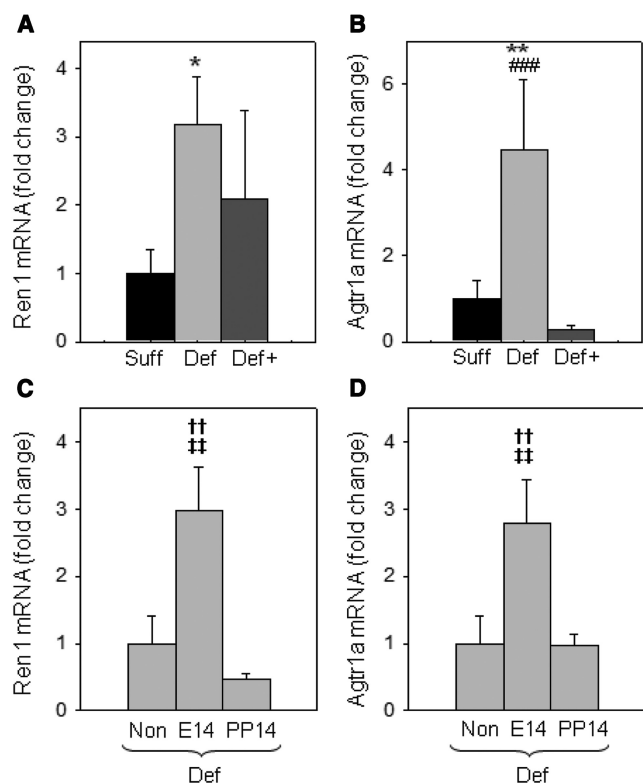 A
Ren1 mRNA (fold change)
4
3
2
1
0
*
Suff Def Def+
B
Agtr1a mRNA (fold change)
6
4
2
0
**
###
Suff Def Def+
C
Ren1 mRNA (fold change)
4
3
2
1
0
††
‡‡
Non E14 PP14
Def
D
Agtr1a mRNA (fold change)
4
3
2
1
0
††
‡‡
Non E14 PP14
Def